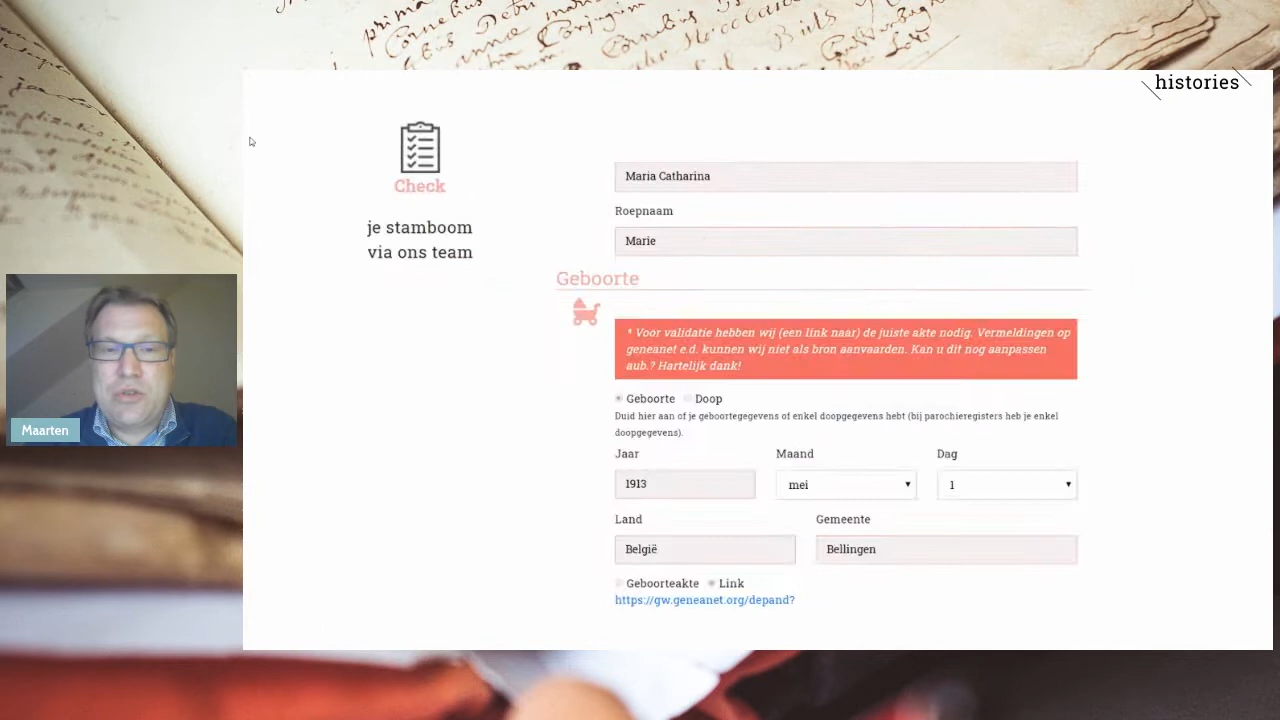 histories
Check
je stamboom
via ons team
Maria Catharina
Roepnaam
Marie
Geboorte
* Voor validatie hebben wij (een link naar) de juiste akte nodig. Vermeldingen op
geneanet e.d. kunnen wij niet als bron aanvaarden. Kan u dit nog aanpassen
aub.? Hartelijk dank!
Geboorte Doop
Duid hier aan of je geboortegegevens of enkel doopgegevens hebt (bij parochieregisters heb je enkel
doopgegevens).
Jaar Maand Dag
1913 mei 1
Land Gemeente
België Bellingen
Geboorteakte Link
https://gw.geneanet.org/depand?
Maarten